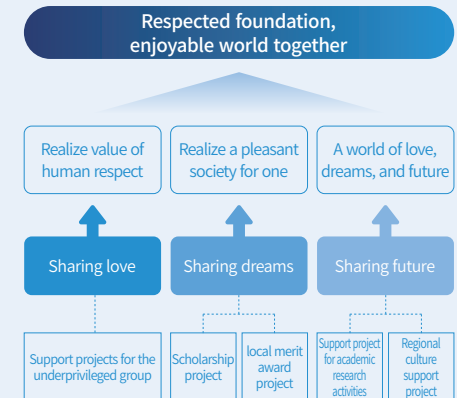 Respected foundation,
enjoyable world together
Realize value of
human respect
Realize a pleasant
society for one
A world of love,
dreams, and future
Sharing love
Sharing dreams
Sharing future
Support projects for the
underprivileged group
Scholarship
project
local merit
award
project
Support project
for academic
research
activities
Regional
culture
support
project